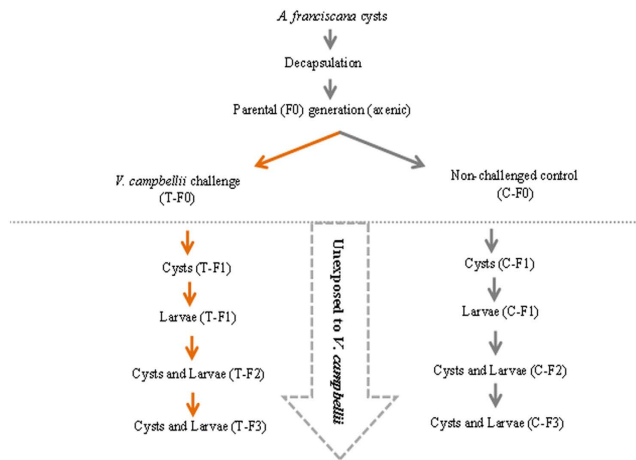 A. franciscana cysts
Decapsulation
Parental (F0) generation (axenic)
V. campbellii challenge
(T-F0)
Non-challenged control
(C-F0)
Unexposed to V. campbellii
Cysts (T-F1)
Larvae (T-F1)
Cysts and Larvae (T-F2)
Cysts and Larvae (T-F3)
Cysts (C-F1)
Larvae (C-F1)
Cysts and Larvae (C-F2)
Cysts and Larvae (C-F3)